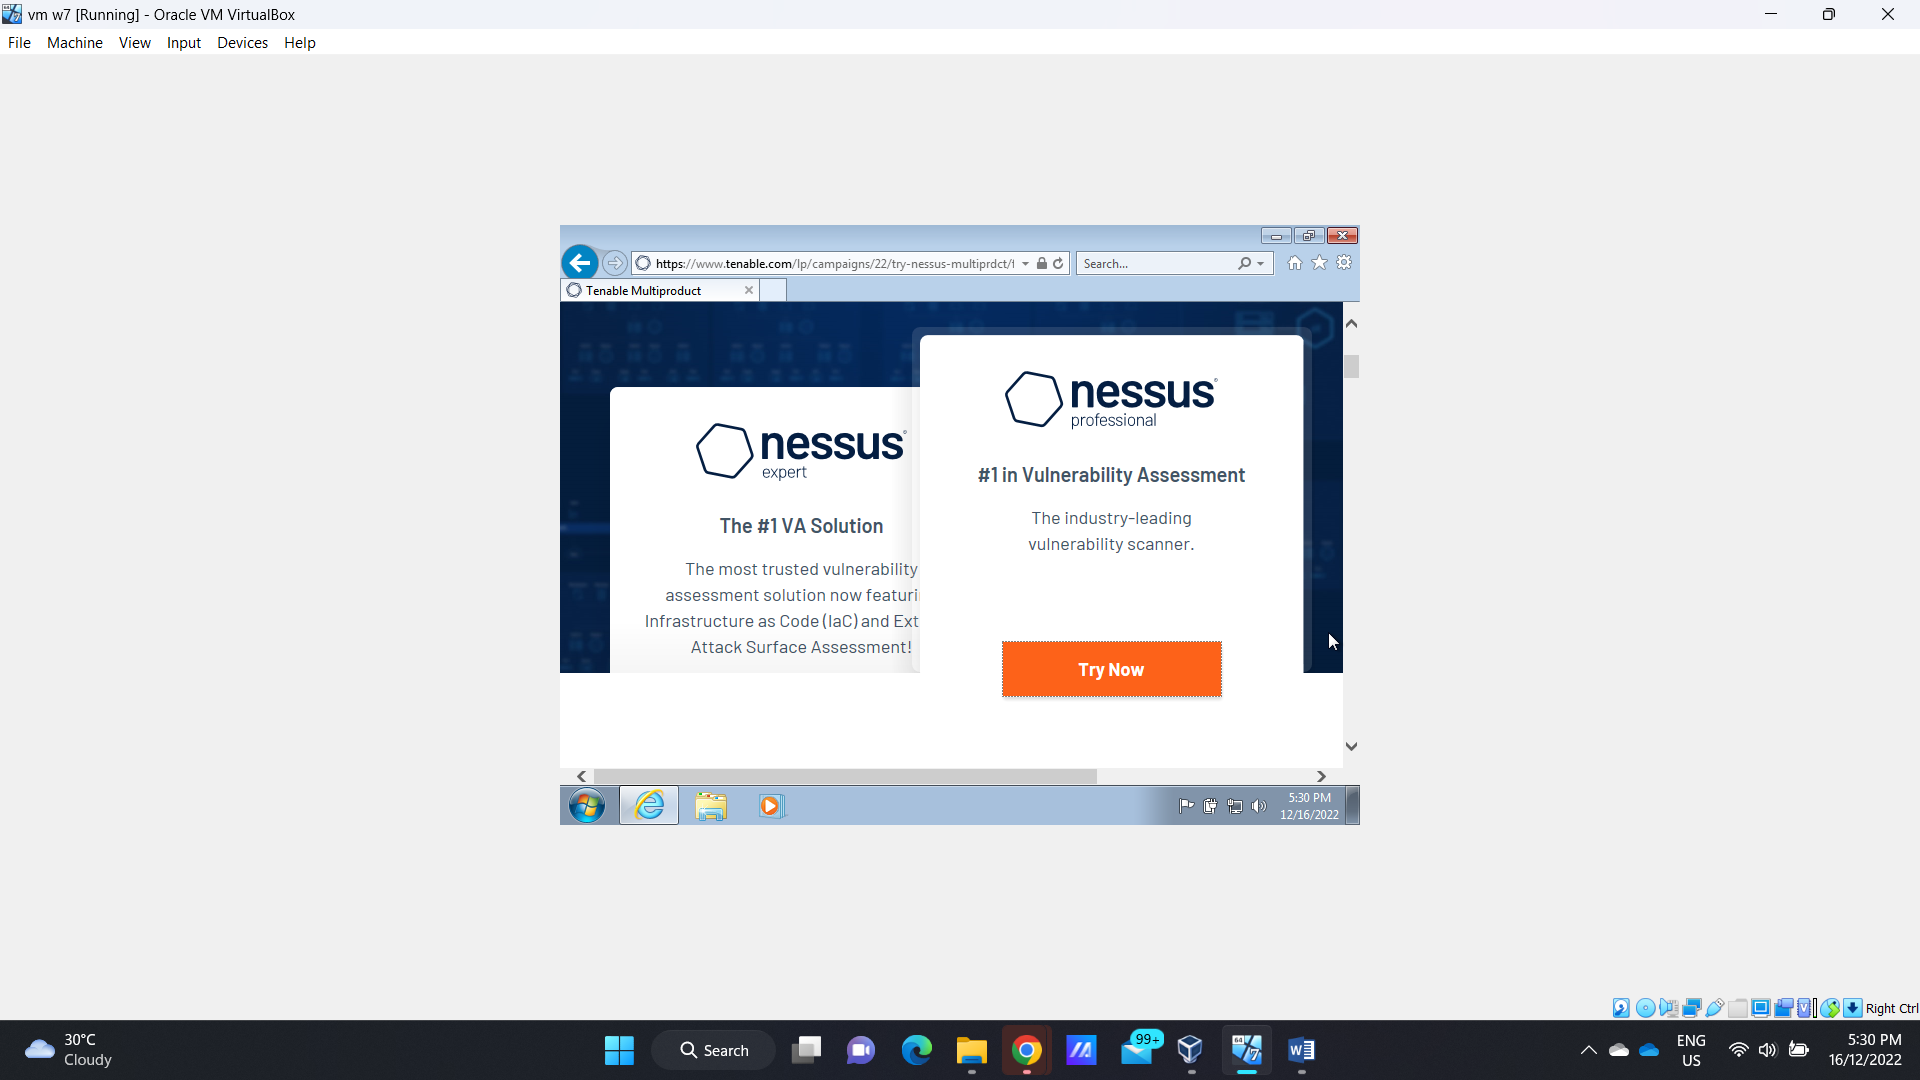 vm w7 [Running] - Oracle VM VirtualBox
File Machine View Input Devices Help
https://www.tenable.com/lp/campaigns/22/try-nessus-multiprdct/
Search...
Tenable Multiproduct
nessus
expert
The #1 VA Solution
The most trusted vulnerability
assessment solution now featuri
Infrastructure as Code (IaC) and Ext
Attack Surface Assessment!
nessus
professional
#1 in Vulnerability Assessment
The industry-leading
vulnerability scanner.
Try Now
5:30 PM
12/16/2022
Right Ctrl
30°C
Cloudy
Search
99+
ENG
US
5:30 PM
16/12/2022